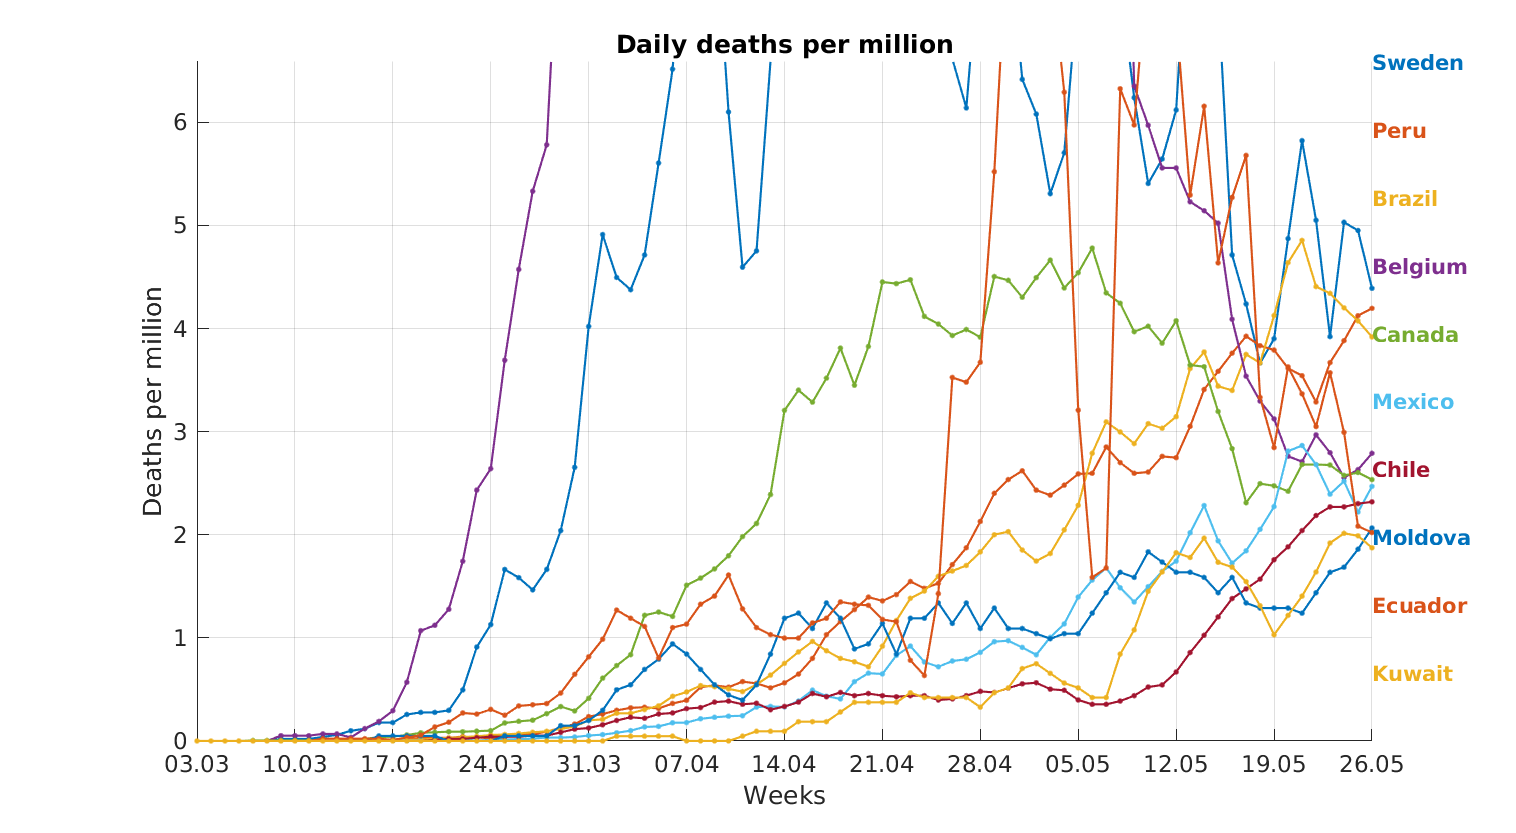 Daily deaths per million
Deaths per million
6
5
4
3
2
1
0
03.03 10.03 17.03 24.03 31.03 07.04 14.04 21.04 28.04 05.05 12.05 19.05 26.05
Weeks
Sweden
Peru
Brazil
Belgium
Canada
Mexico
Chile
Moldova
Ecuador
Kuwait